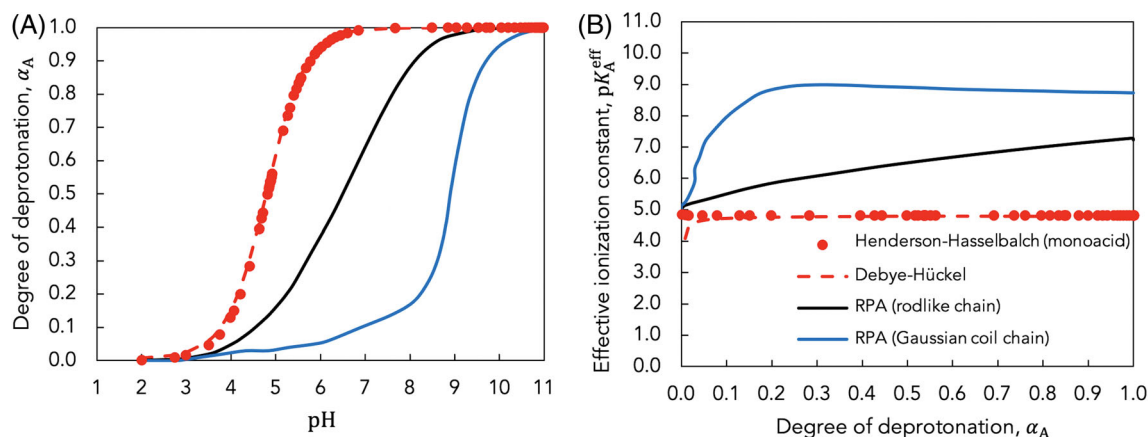 (A)
Degree of deprotonation, α_A
1.0
0.9
0.8
0.7
0.6
0.5
0.4
0.3
0.2
0.1
0.0
1 2 3 4 5 6 7 8 9 10 11
pH
(B)
Effective ionization constant, pK_A^eff
11.0
10.0
9.0
8.0
7.0
6.0
5.0
4.0
3.0
2.0
1.0
0.0
Henderson-Hasselbalch (monoacid)
Debye-Hückel
RPA (rodlike chain)
RPA (Gaussian coil chain)
0.0 0.1 0.2 0.3 0.4 0.5 0.6 0.7 0.8 0.9 1.0
Degree of deprotonation, α_A